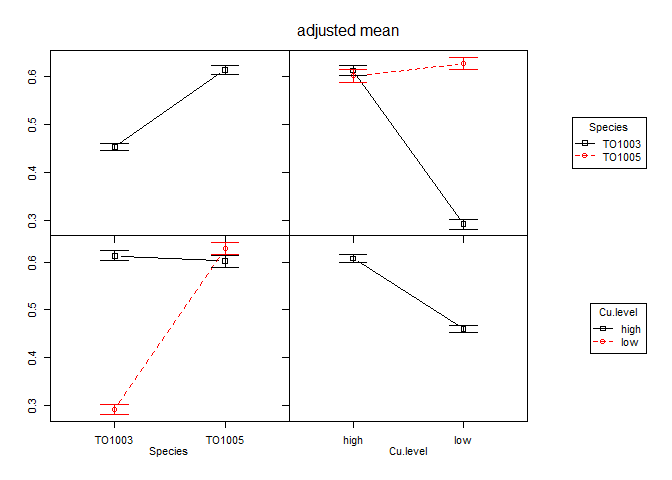 adjusted mean
0.6
0.5
0.4
0.3
Species
TO1003
TO1005
0.6
0.5
0.4
0.3
Cu.level
high
low
TO1003 TO1005
Species
high low
Cu.level